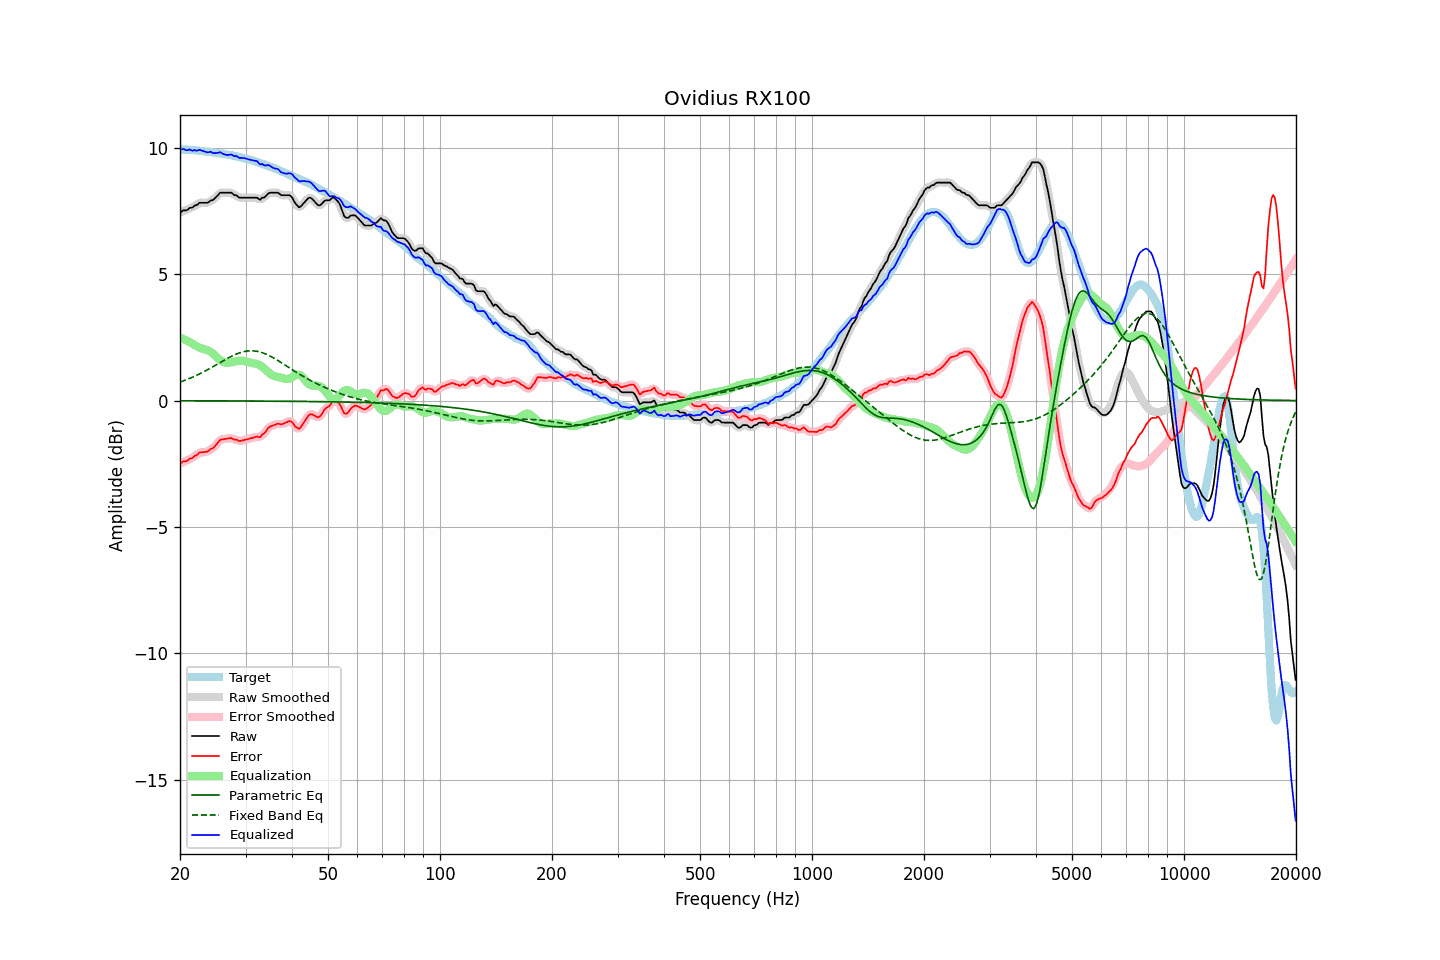 Ovidius RX100
Amplitude (dBr)
10
5
0
−5
−10
−15
Target
Raw Smoothed
Error Smoothed
Raw
Error
Equalization
Parametric Eq
Fixed Band Eq
Equalized
20
50
100
200
500
1000
2000
5000
10000
20000
Frequency (Hz)